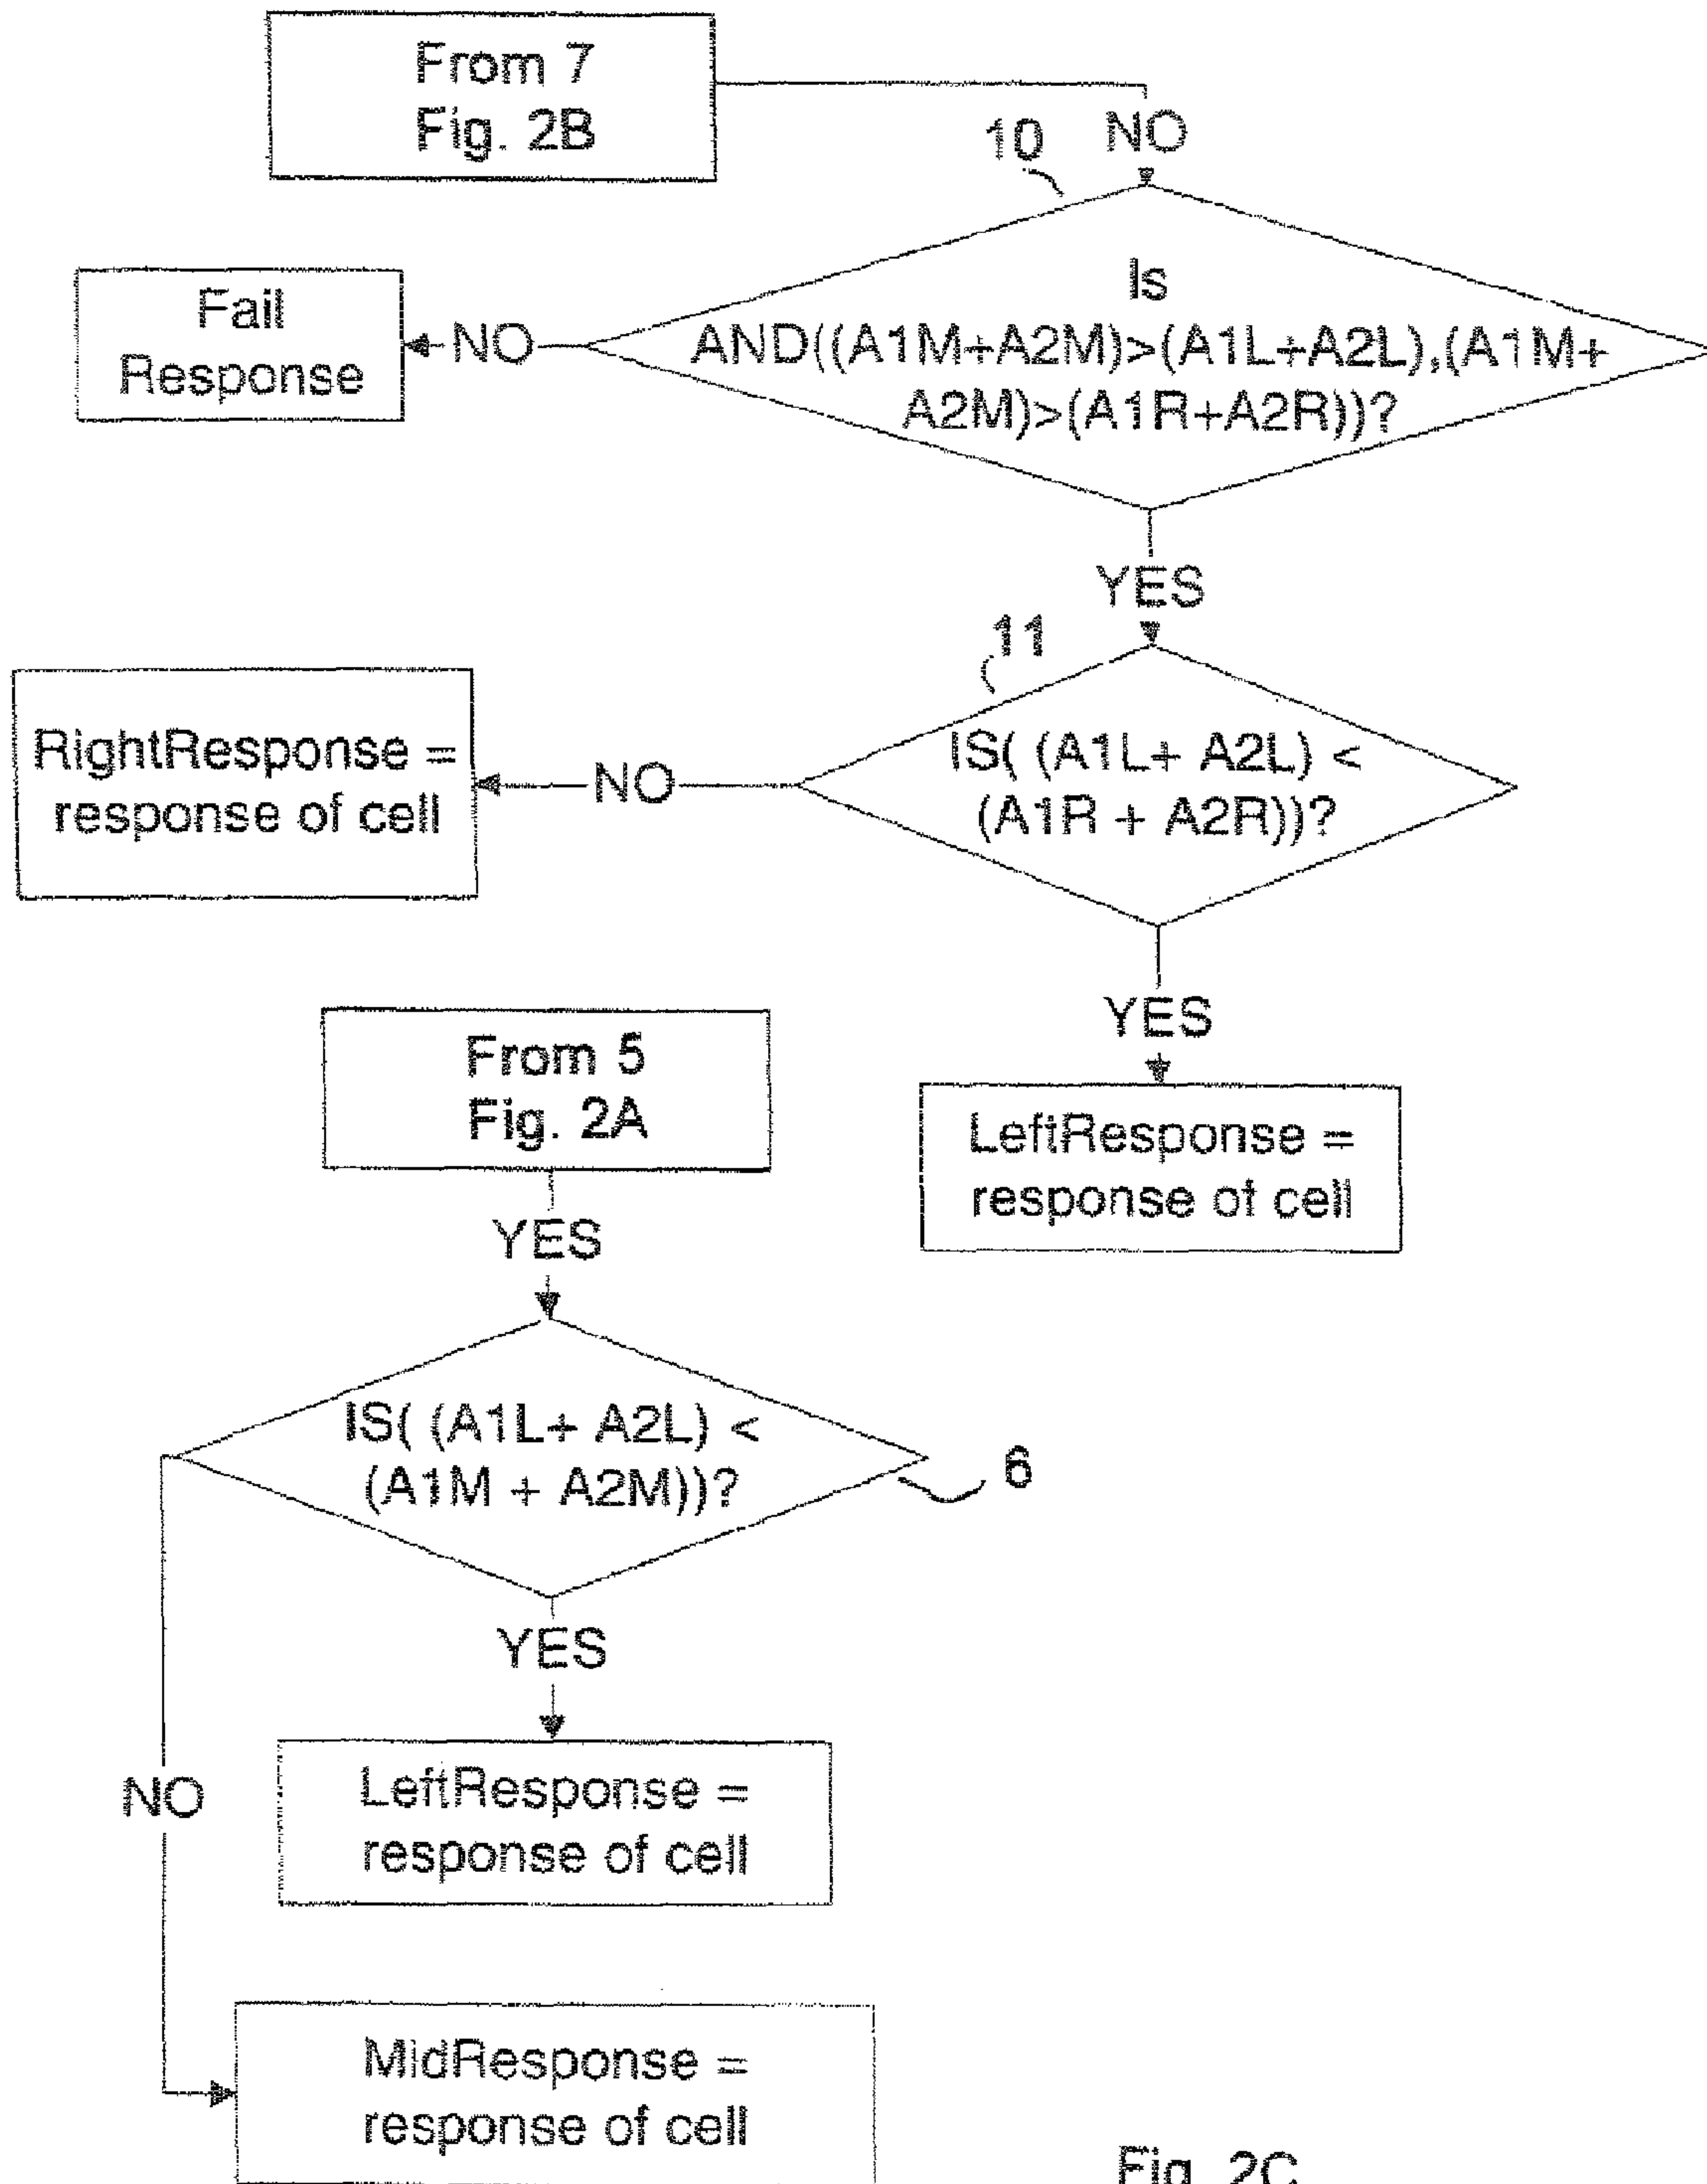 From 7
Fig. 2B
10
NO
Is
AND((A1M+A2M)>(A1L+A2L),(A1M+
A2M)>(A1R+A2R))?
NO
Fail
Response
YES
11
IS( (A1L+ A2L) <
(A1R + A2R))?
NO
RightResponse =
response of cell
YES
LeftResponse =
response of cell
From 5
Fig. 2A
YES
IS( (A1L+ A2L) <
(A1M + A2M))?
6
YES
LeftResponse =
response of cell
NO
MidResponse =
response of cell
Fig. 2C